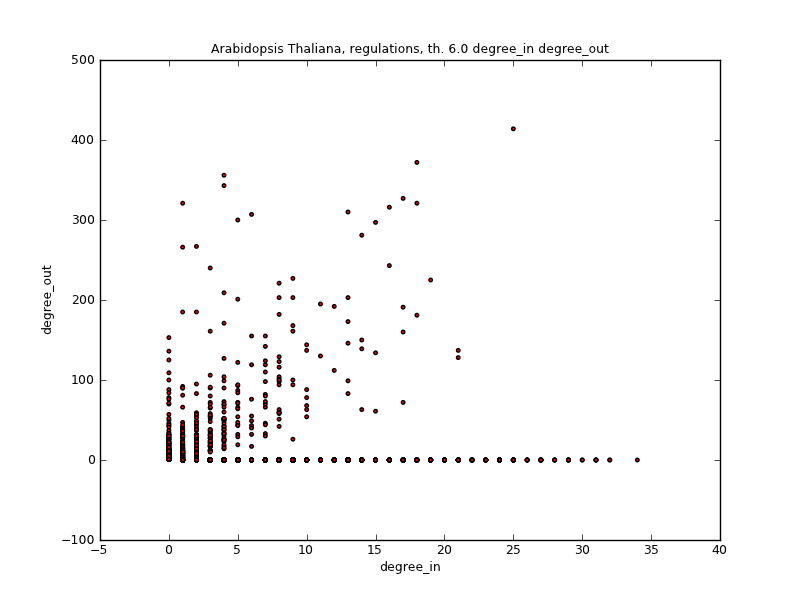 Arabidopsis Thaliana, regulations, th. 6.0 degree_in degree_out
500
400
300
200
100
0
−100
−5 0 5 10 15 20 25 30 35 40
degree_out
degree_in